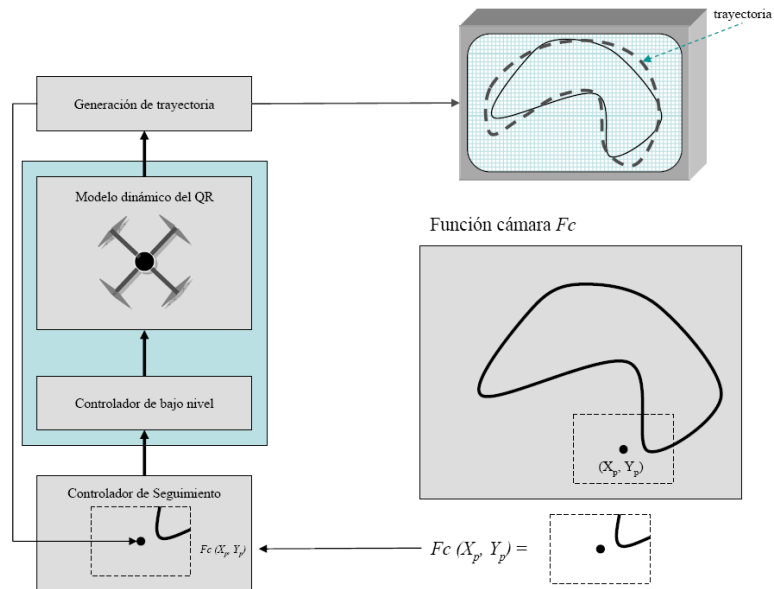 trayectoria
Generación de trayectoria
Modelo dinámico del QR
Función cámara Fc
Controlador de bajo nivel
(Xp, Yp)
Controlador de Seguimiento
Fc (Xp, Yp)
Fc (Xp, Yp) =